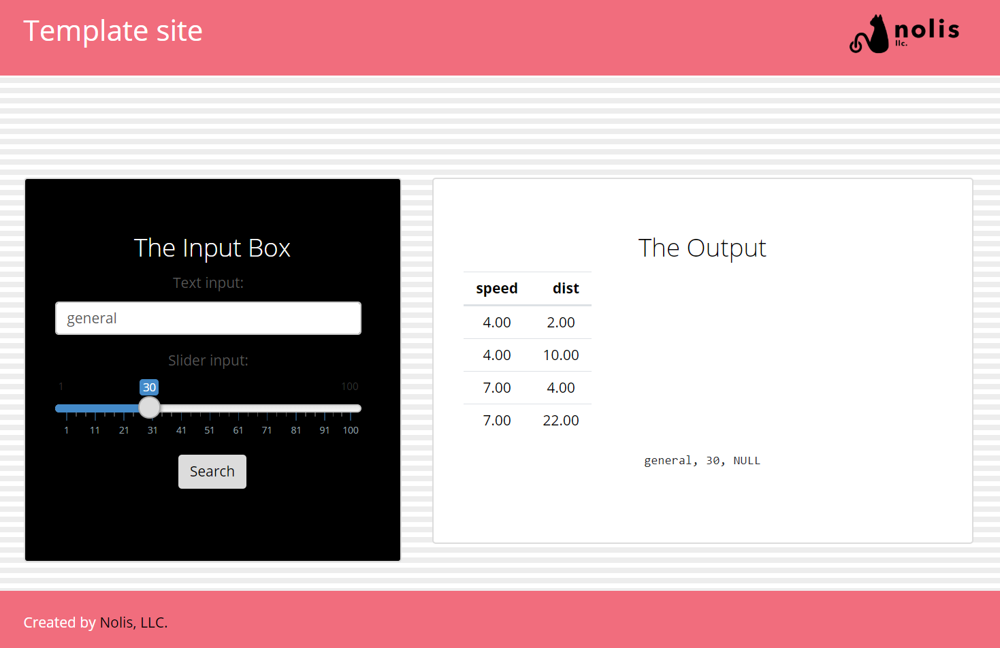 Template site
nolis
llc.
The Input Box
Text input:
general
Slider input:
1 30 100
1 11 21 31 41 51 61 71 81 91 100
Search
The Output
speed dist
4.00 2.00
4.00 10.00
7.00 4.00
7.00 22.00
general, 30, NULL
Created by Nolis, LLC.